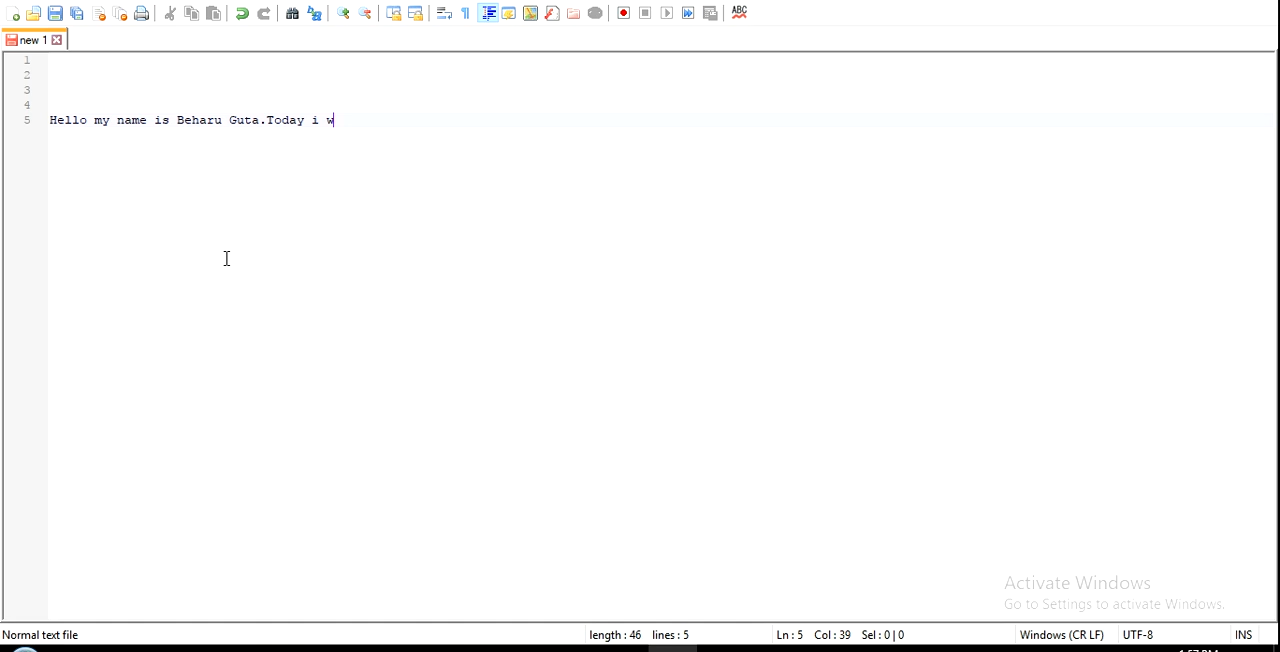 ABC
new 1
1
2
3
4
5 Hello my name is Beharu Guta.Today i w
Activate Windows
Go to Settings to activate Windows.
Normal text file length : 46 lines : 5 Ln : 5 Col : 39 Sel : 0 | 0 Windows (CR LF) UTF-8 INS